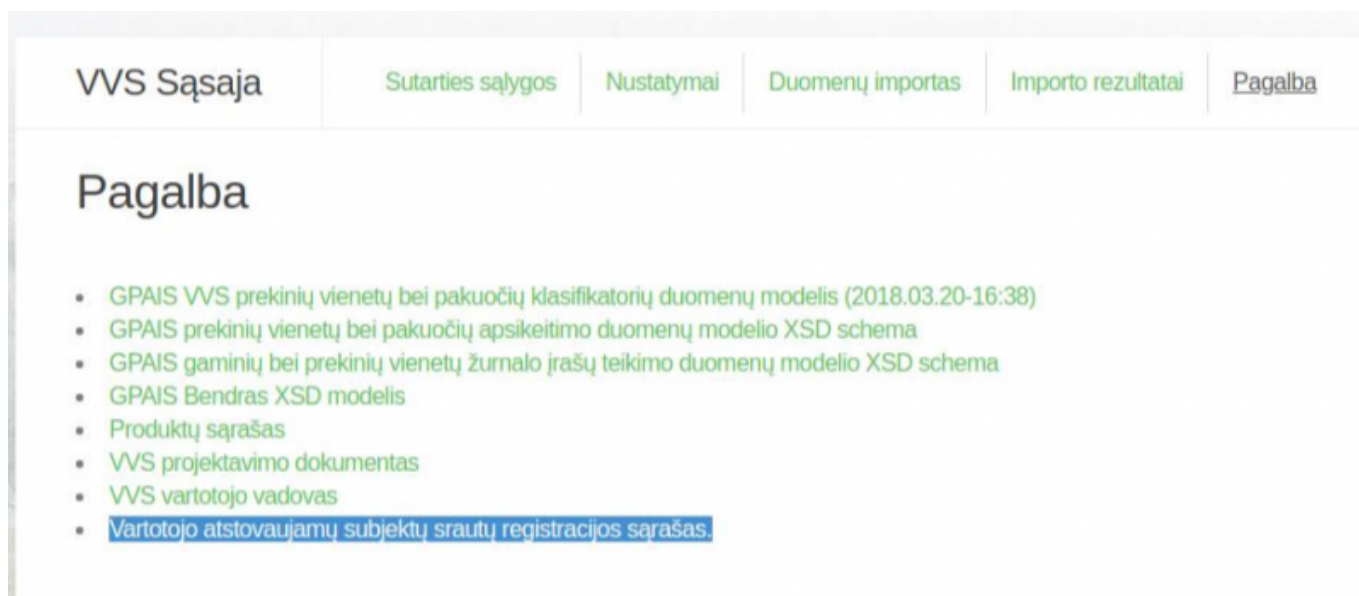 VVS Sąsaja
Sutarties sąlygos
Nustatymai
Duomenų importas
Importo rezultatai
Pagalba
Pagalba
GPAIS VVS prekinių vienetų bei pakuočių klasifikatorių duomenų modelis (2018.03.20-16:38)
GPAIS prekinių vienetų bei pakuočių apsikeitimo duomenų modelio XSD schema
GPAIS gaminių bei prekinių vienetų žurnalo įrašų teikimo duomenų modelio XSD schema
GPAIS Bendras XSD modelis
Produktų sąrašas
VVS projektavimo dokumentas
VVS vartotojo vadovas
Vartotojo atstovaujamų subjektų srautų registracijos sąrašas.